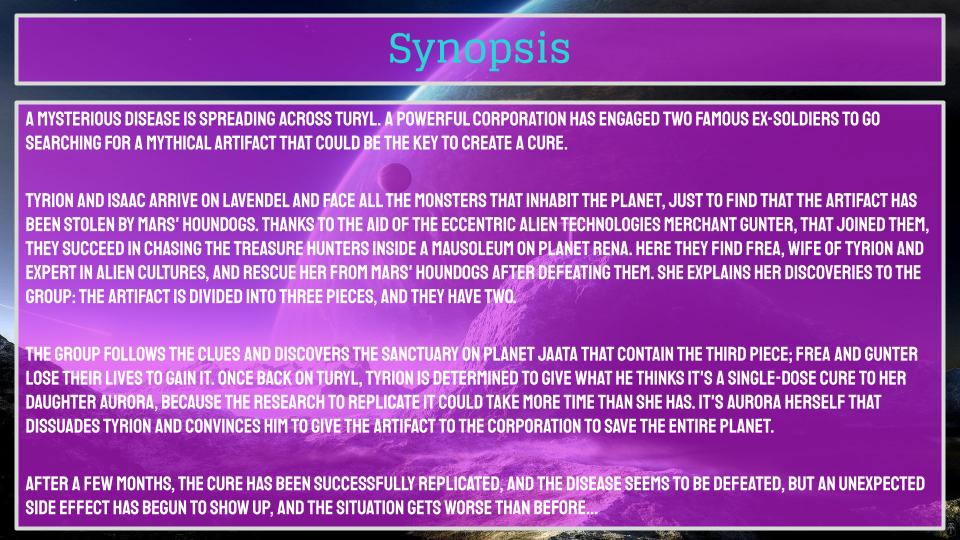 Synopsis
A MYSTERIOUS DISEASE IS SPREADING ACROSS TURYL. A POWERFUL CORPORATION HAS ENGAGED TWO FAMOUS EX-SOLDIERS TO GO
SEARCHING FOR A MYTHICAL ARTIFACT THAT COULD BE THE KEY TO CREATE A CURE.
TYRION AND ISAAC ARRIVE ON LAVENDEL AND FACE ALL THE MONSTERS THAT INHABIT THE PLANET, JUST TO FIND THAT THE ARTIFACT HAS
BEEN STOLEN BY MARS' HOUNDOGS. THANKS TO THE AID OF THE ECCENTRIC ALIEN TECHNOLOGIES MERCHANT GUNTER, THAT JOINED THEM,
THEY SUCCEED IN CHASING THE TREASURE HUNTERS INSIDE A MAUSOLEUM ON PLANET RENA. HERE THEY FIND FREA, WIFE OF TYRION AND
EXPERT IN ALIEN CULTURES, AND RESCUE HER FROM MARS' HOUNDOGS AFTER DEFEATING THEM. SHE EXPLAINS HER DISCOVERIES TO THE
GROUP: THE ARTIFACT IS DIVIDED INTO THREE PIECES, AND THEY HAVE TWO.
THE GROUP FOLLOWS THE CLUES AND DISCOVERS THE SANCTUARY ON PLANET JAATA THAT CONTAIN THE THIRD PIECE; FREA AND GUNTER
LOSE THEIR LIVES TO GAIN IT. ONCE BACK ON TURYL, TYRION IS DETERMINED TO GIVE WHAT HE THINKS IT'S A SINGLE-DOSE CURE TO HER
DAUGHTER AURORA, BECAUSE THE RESEARCH TO REPLICATE IT COULD TAKE MORE TIME THAN SHE HAS. IT'S AURORA HERSELF THAT
DISSUADES TYRION AND CONVINCES HIM TO GIVE THE ARTIFACT TO THE CORPORATION TO SAVE THE ENTIRE PLANET.
AFTER A FEW MONTHS, THE CURE HAS BEEN SUCCESSFULLY REPLICATED, AND THE DISEASE SEEMS TO BE DEFEATED, BUT AN UNEXPECTED
SIDE EFFECT HAS BEGUN TO SHOW UP, AND THE SITUATION GETS WORSE THAN BEFORE...